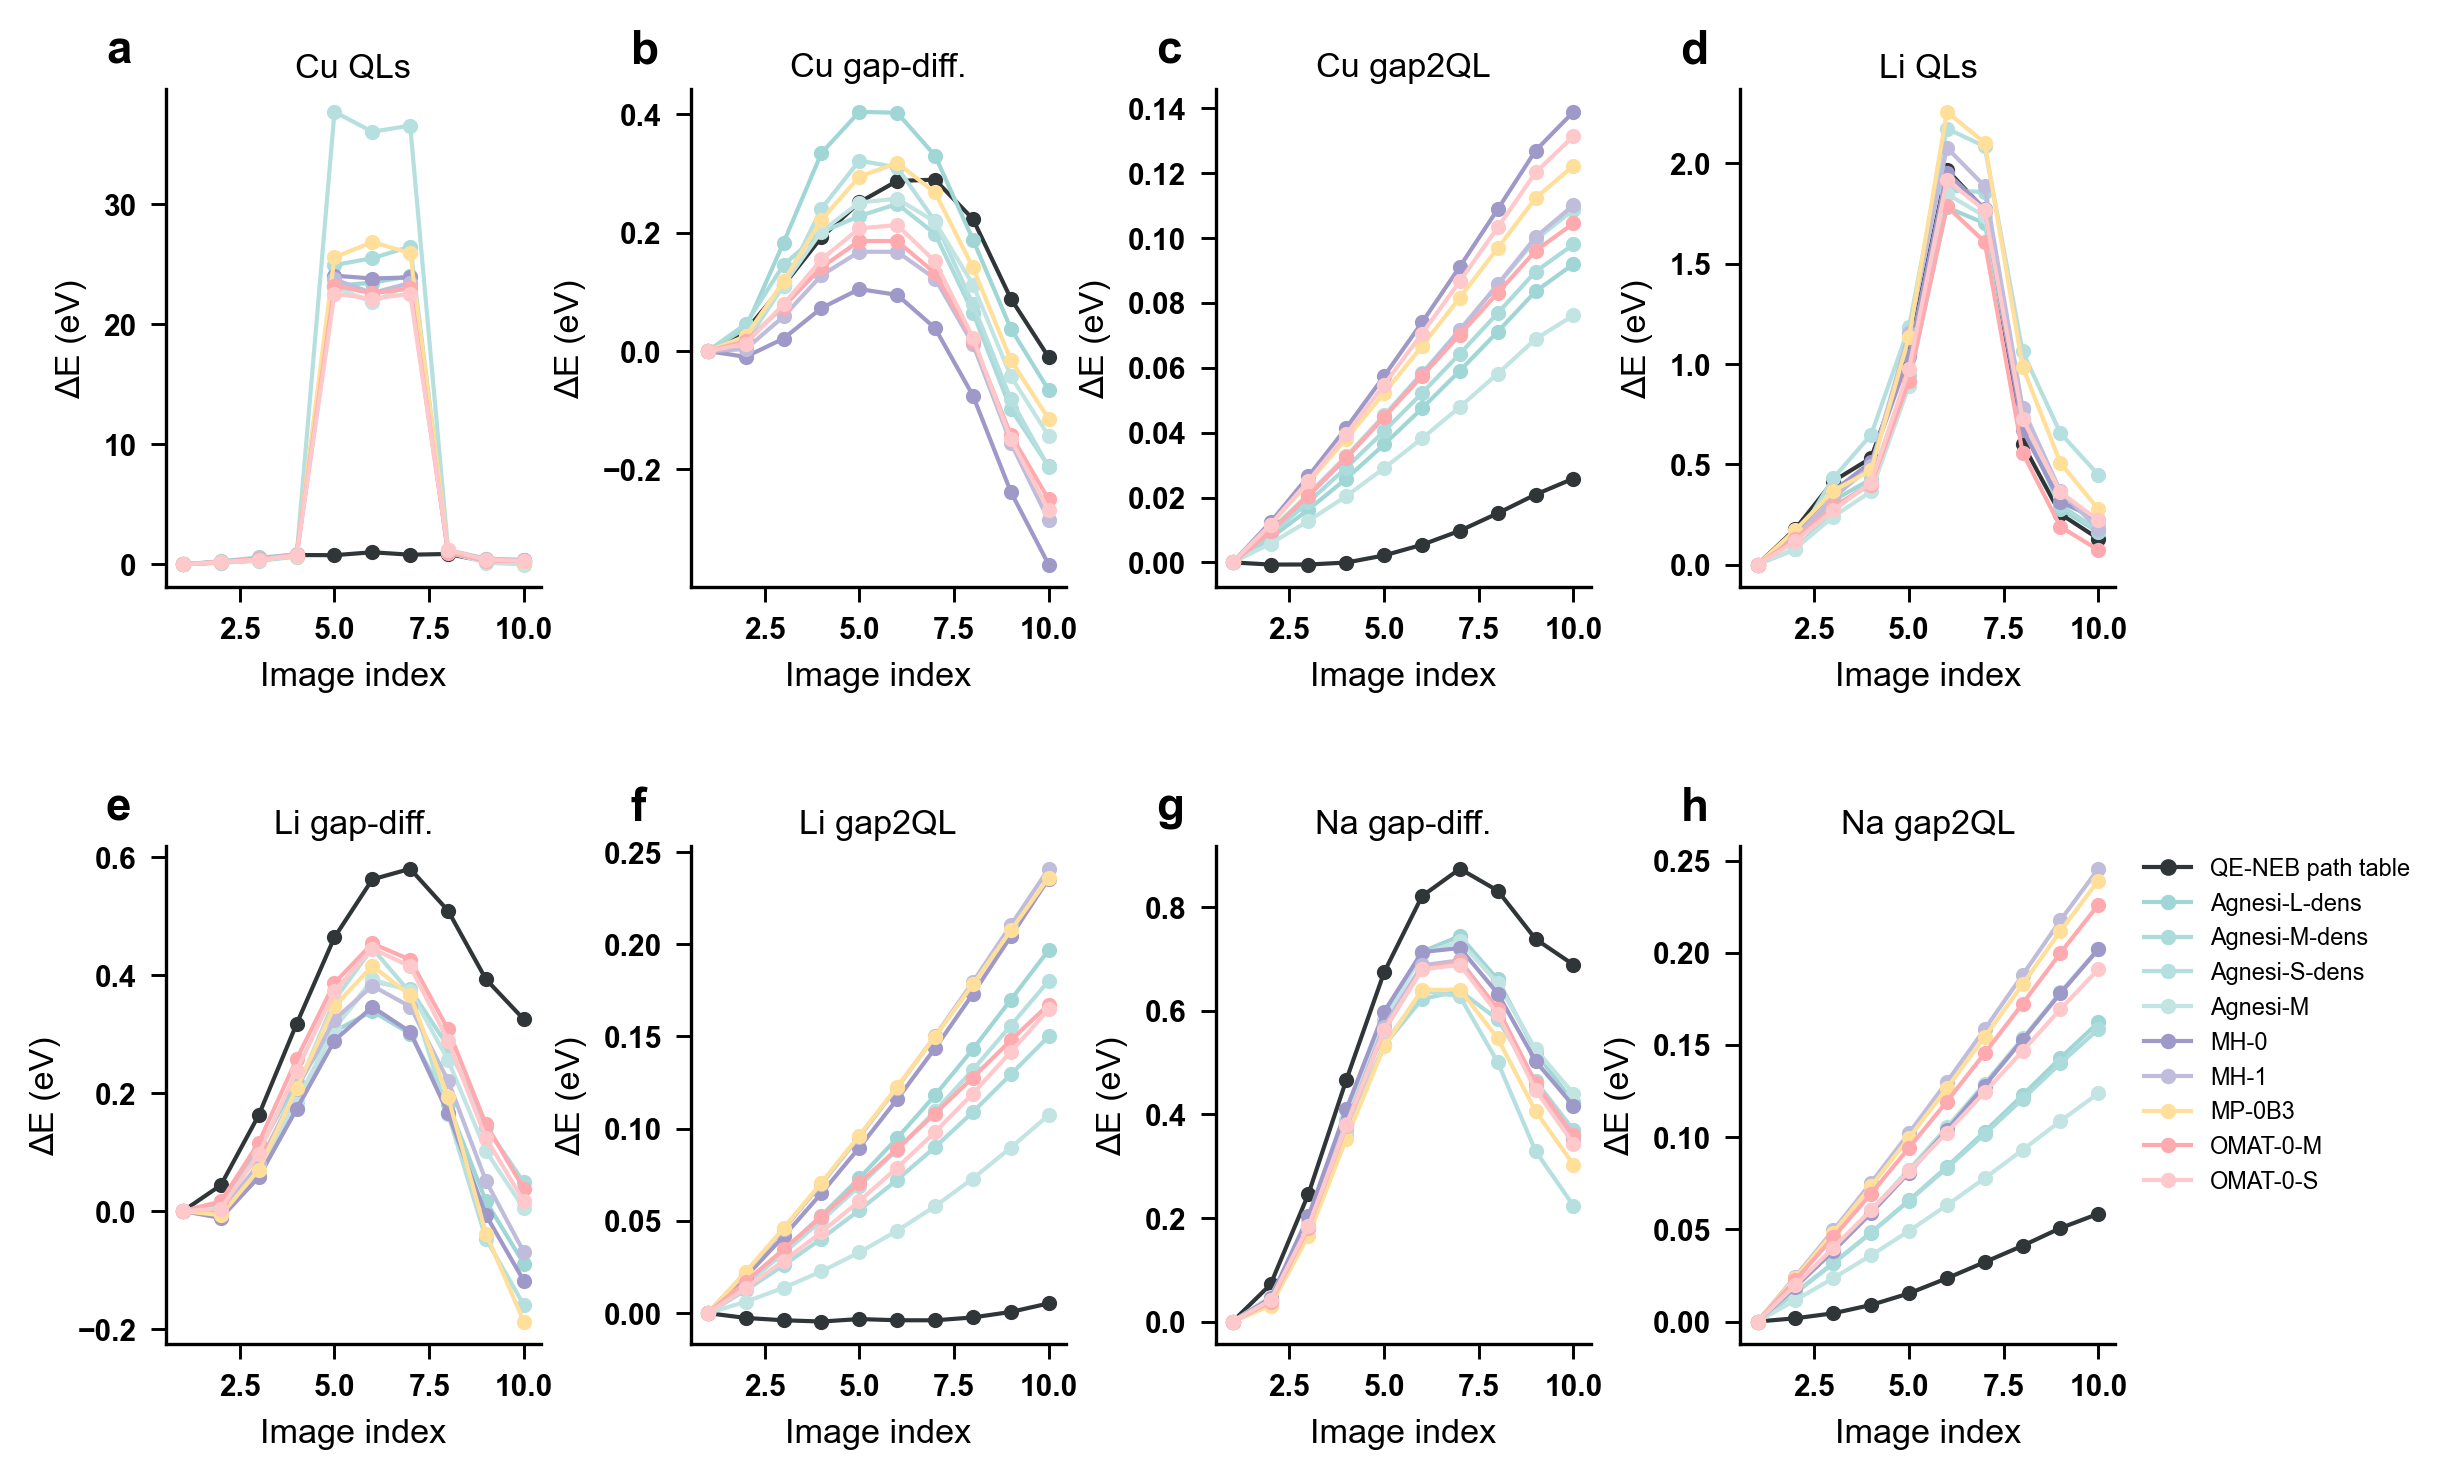 a
Cu QLs
ΔE (eV)
30
20
10
0
2.5 5.0 7.5 10.0
Image index
b
Cu gap-diff.
ΔE (eV)
0.4
0.2
0.0
−0.2
2.5 5.0 7.5 10.0
Image index
c
Cu gap2QL
ΔE (eV)
0.14
0.12
0.10
0.08
0.06
0.04
0.02
0.00
2.5 5.0 7.5 10.0
Image index
d
Li QLs
ΔE (eV)
2.0
1.5
1.0
0.5
0.0
2.5 5.0 7.5 10.0
Image index
e
Li gap-diff.
ΔE (eV)
0.6
0.4
0.2
0.0
−0.2
2.5 5.0 7.5 10.0
Image index
f
Li gap2QL
ΔE (eV)
0.25
0.20
0.15
0.10
0.05
0.00
2.5 5.0 7.5 10.0
Image index
g
Na gap-diff.
ΔE (eV)
0.8
0.6
0.4
0.2
0.0
2.5 5.0 7.5 10.0
Image index
h
Na gap2QL
ΔE (eV)
0.25
0.20
0.15
0.10
0.05
0.00
2.5 5.0 7.5 10.0
Image index
QE-NEB path table
Agnesi-L-dens
Agnesi-M-dens
Agnesi-S-dens
Agnesi-M
MH-0
MH-1
MP-0B3
OMAT-0-M
OMAT-0-S